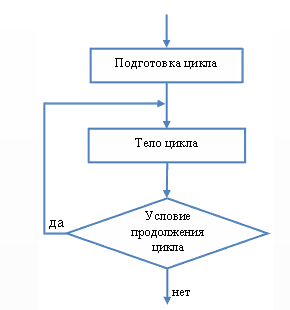 Подготовка цикла
Тело цикла
Условие
продолжения
цикла
да
нет